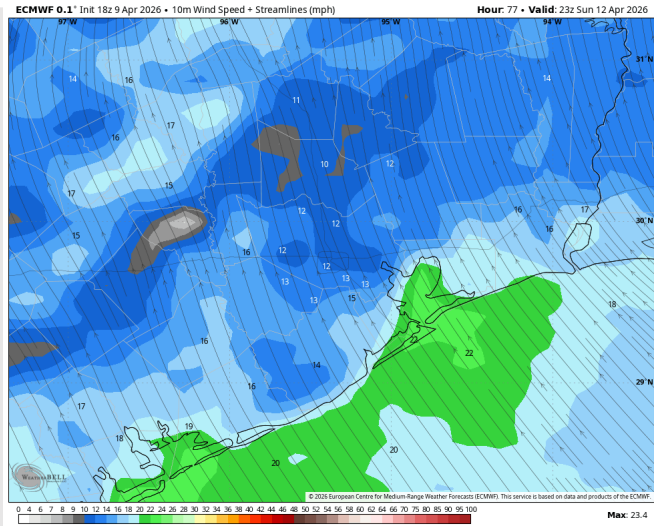 ECMWF 0.1° Init 18z 9 Apr 2026 • 10m Wind Speed + Streamlines (mph)
Hour: 77 • Valid: 23z Sun 12 Apr 2026
97°W 96°W 95°W 94°W
31°N
14 16 11 14
17
16 10 12
17 15 12 16 17
30°N
15 12 16
16 12
12
13 13 13
13 15
18
16 22
22
14
29°N
16
17
18 19
20 20
WeatherBELL
© 2026 European Centre for Medium-Range Weather Forecasts (ECMWF). This service is based on data and products of the ECMWF.
0 4 6 7 8 9 10 12 14 16 18 20 22 24 26 28 30 32 34 36 38 40 42 44 46 48 50 52 54 56 58 60 62 64 66 68 70 75 80 85 90 95 100
Max: 23.4